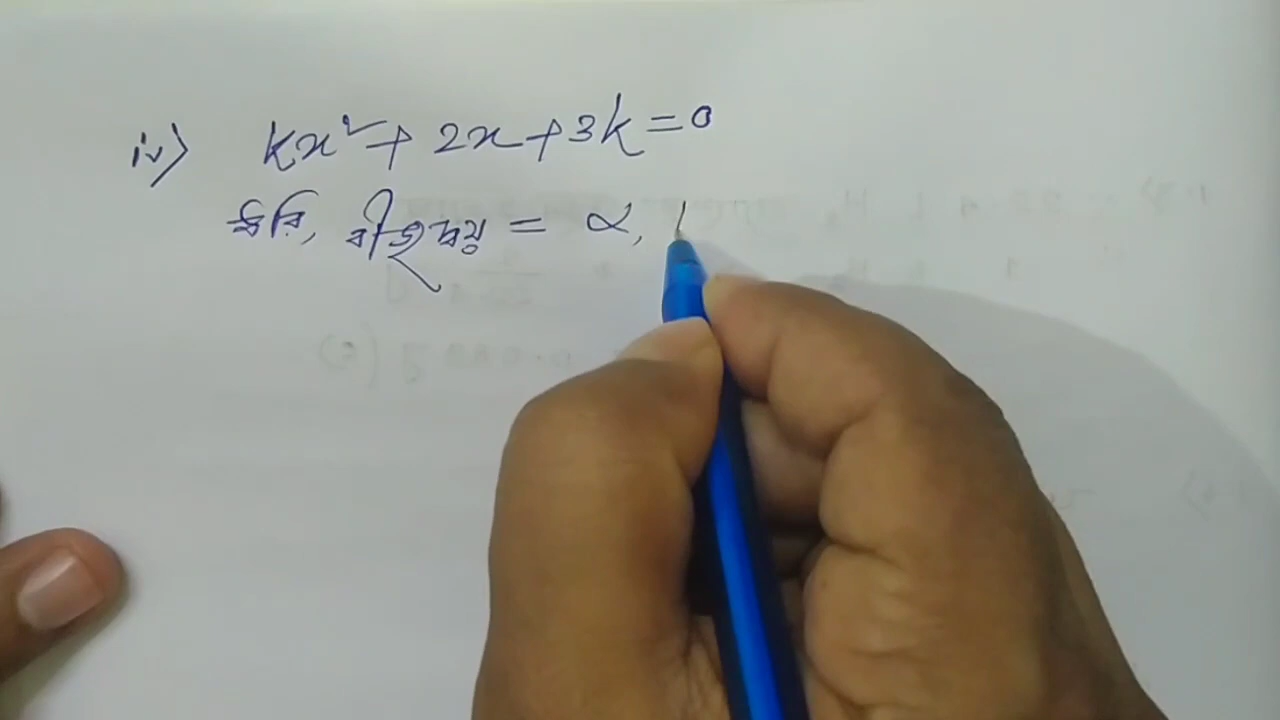 iv) kx² + 2x + 3k = 0
ধরি, বীজদ্বয় = α,